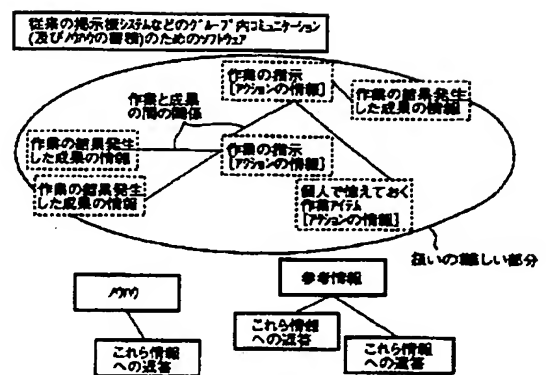 従来の掲示板システムなどのグループ内コミュニケーション
(及びノウハウの蓄積)のためのソフトウェア
作業の指示
[アクションの情報]
作業の結果発生
した成果の情報
作業と成果
の間の関係
作業の結果発生
した成果の情報
作業の指示
[アクションの情報]
作業の結果発生
した成果の情報
個人で憶えておく
作業アイテム
[アクションの情報]
扱いの難しい部分
ノウハウ
参考情報
これら情報
への返答
これら情報
への返答
これら情報
への返答